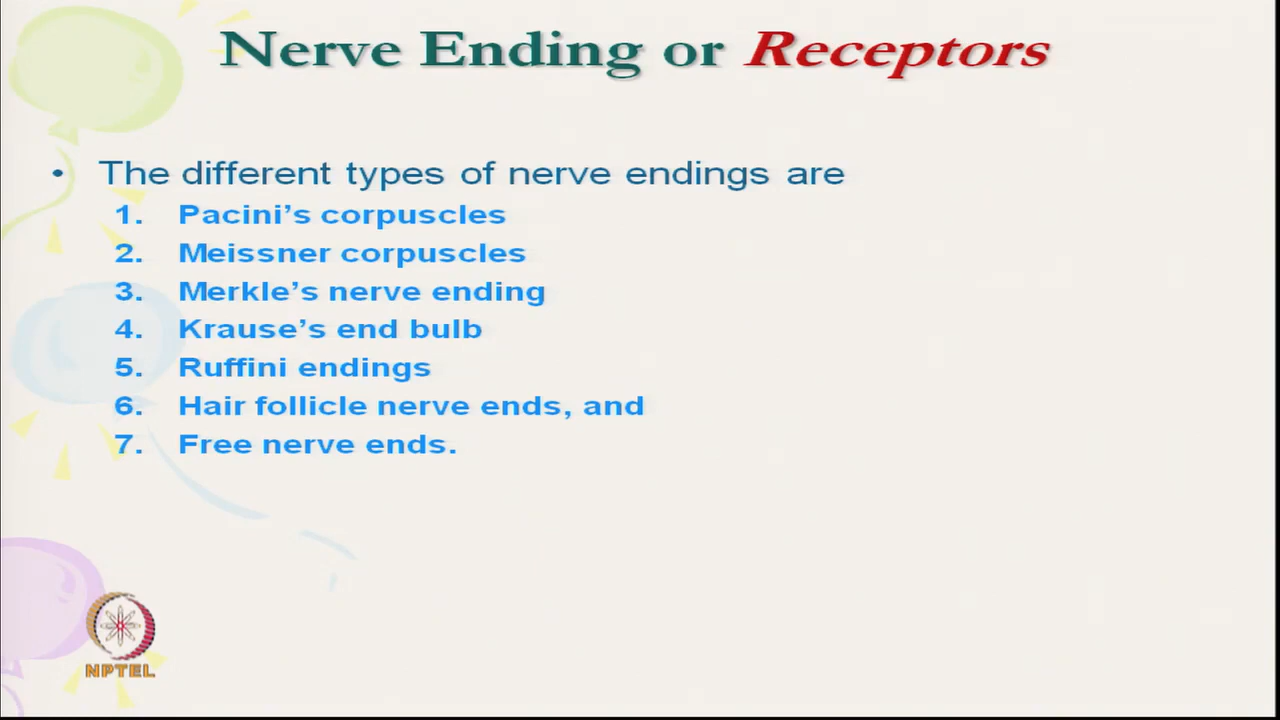 Nerve Ending or Receptors
• The different types of nerve endings are
1. Pacini’s corpuscles
2. Meissner corpuscles
3. Merkle’s nerve ending
4. Krause’s end bulb
5. Ruffini endings
6. Hair follicle nerve ends, and
7. Free nerve ends.
NPTEL